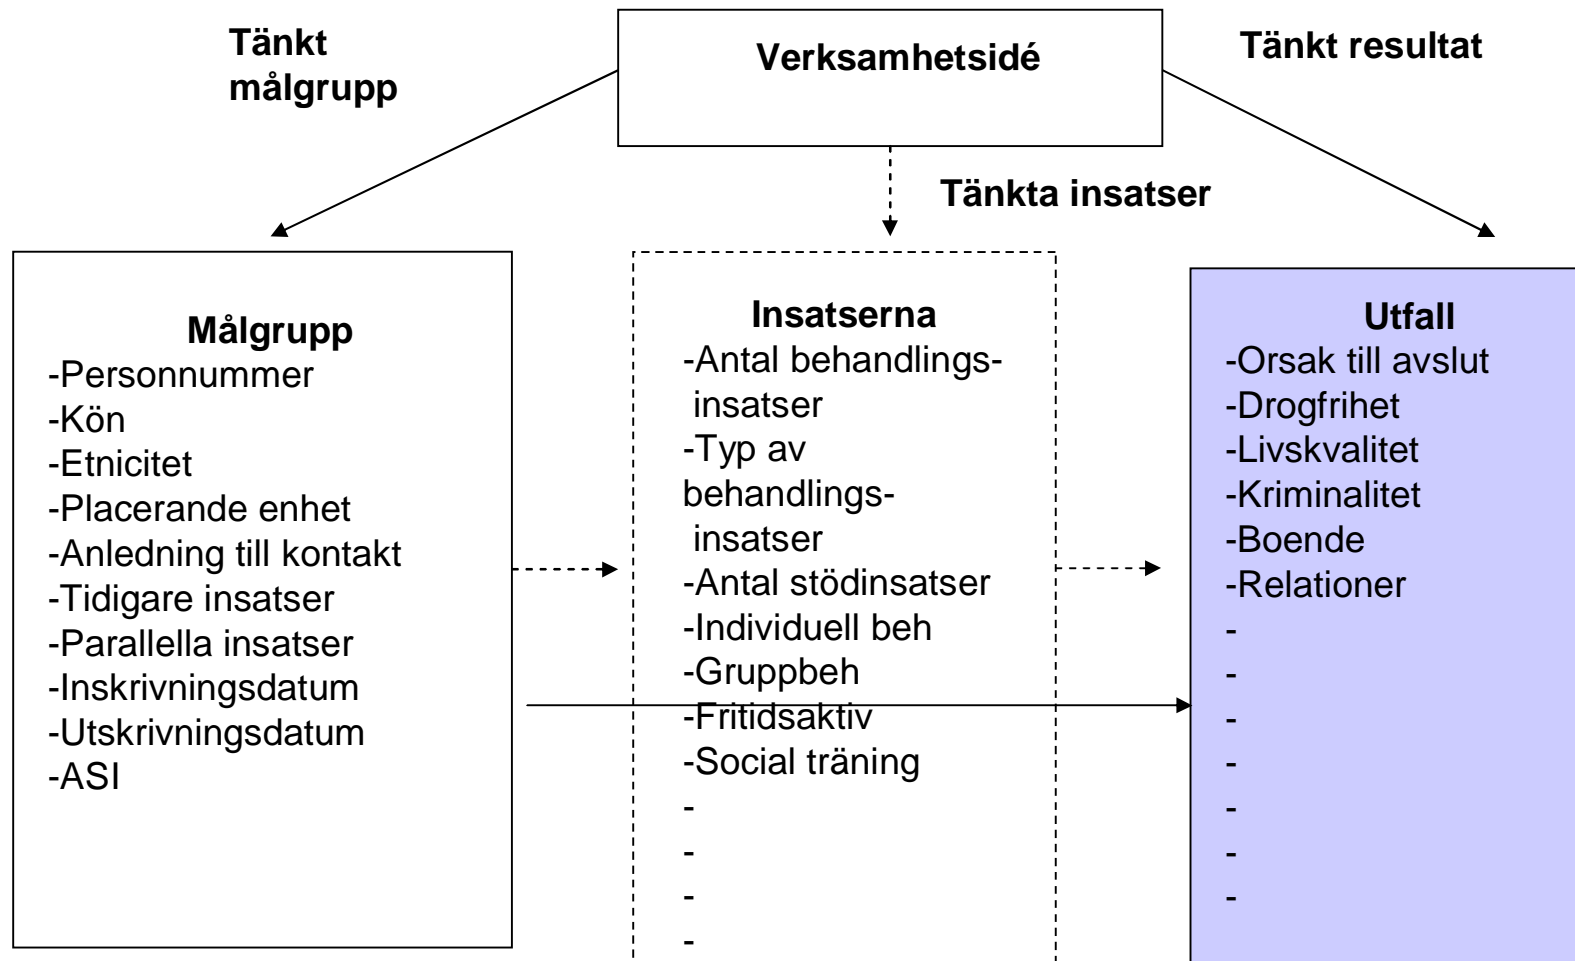 Tänkt
målgrupp
Verksamhetsidé
Tänkt resultat
Tänkta insatser
Målgrupp
-Personnummer
-Kön
-Etnicitet
-Placerande enhet
-Anledning till kontakt
-Tidigare insatser
-Parallella insatser
-Inskrivningsdatum
-Utskrivningsdatum
-ASI
Insatserna
-Antal behandlings-
insatser
-Typ av
behandlings-
insatser
-Antal stödinsatser
-Individuell beh
-Gruppbeh
-Fritidsaktiv
-Social träning
-
-
-
-
Utfall
-Orsak till avslut
-Drogfrihet
-Livskvalitet
-Kriminalitet
-Boende
-Relationer
-
-
-
-
-
-
-